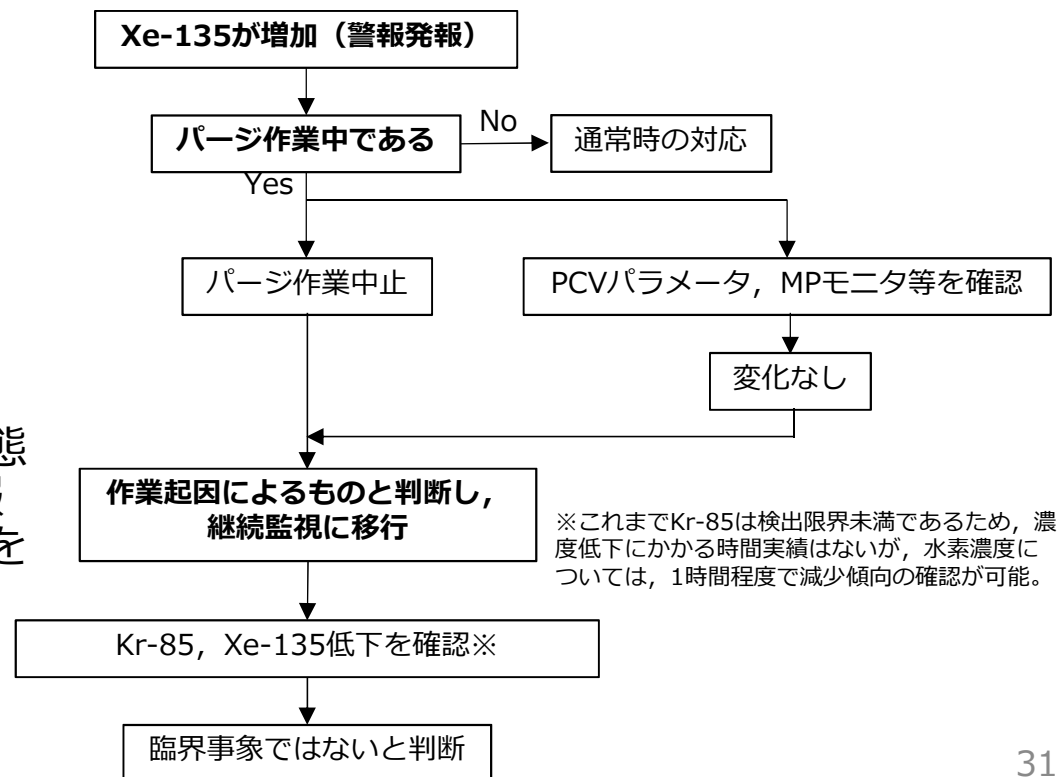 Xe-135が増加（警報発報）
パージ作業中である
No
通常時の対応
Yes
パージ作業中止
PCVパラメータ，MPモニタ等を確認
変化なし
態
を
作業起因によるものと判断し，
継続監視に移行
※これまでKr-85は検出限界未満であるため，濃
度低下にかかる時間実績はないが，水素濃度に
ついては，1時間程度で減少傾向の確認が可能。
Kr-85，Xe-135低下を確認※
臨界事象ではないと判断
31